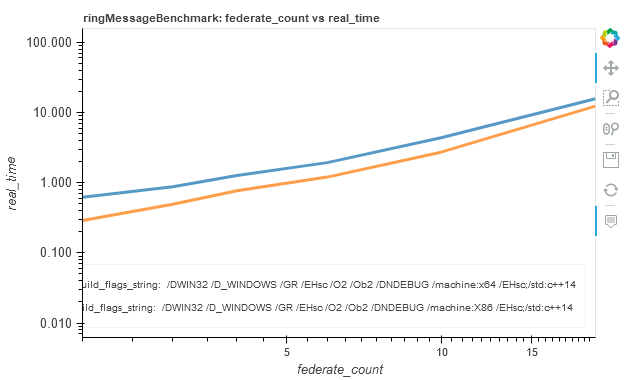 ringMessageBenchmark: federate_count vs real_time
100.000
10.000
1.000
0.100
0.010
real_time
uild_flags_string: /DWIN32 /D_WINDOWS /GR /EHsc /O2 /Ob2 /DNDEBUG /machine:x64 /EHsc;/std:c++14
uild_flags_string: /DWIN32 /D_WINDOWS /GR /EHsc /O2 /Ob2 /DNDEBUG /machine:X86 /EHsc;/std:c++14
5
10
15
federate_count